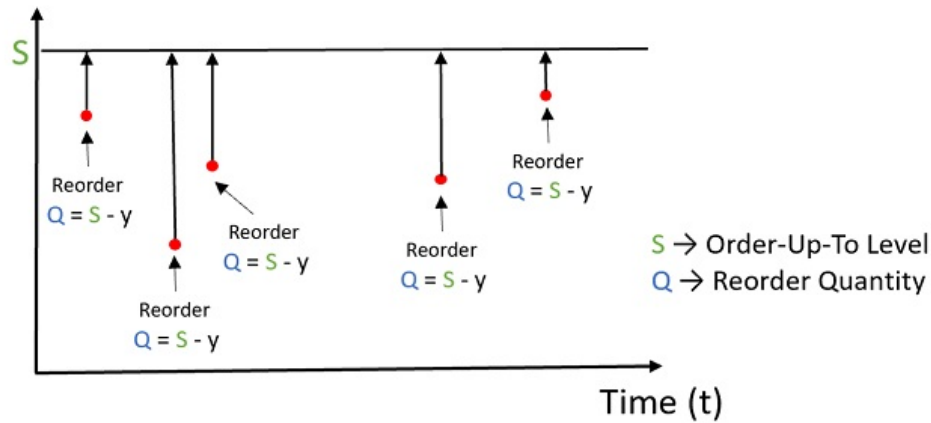 S
Reorder
Q = S - y
Reorder
Q = S - y
Reorder
Q = S - y
Reorder
Q = S - y
Reorder
Q = S - y
S → Order-Up-To Level
Q → Reorder Quantity
Time (t)